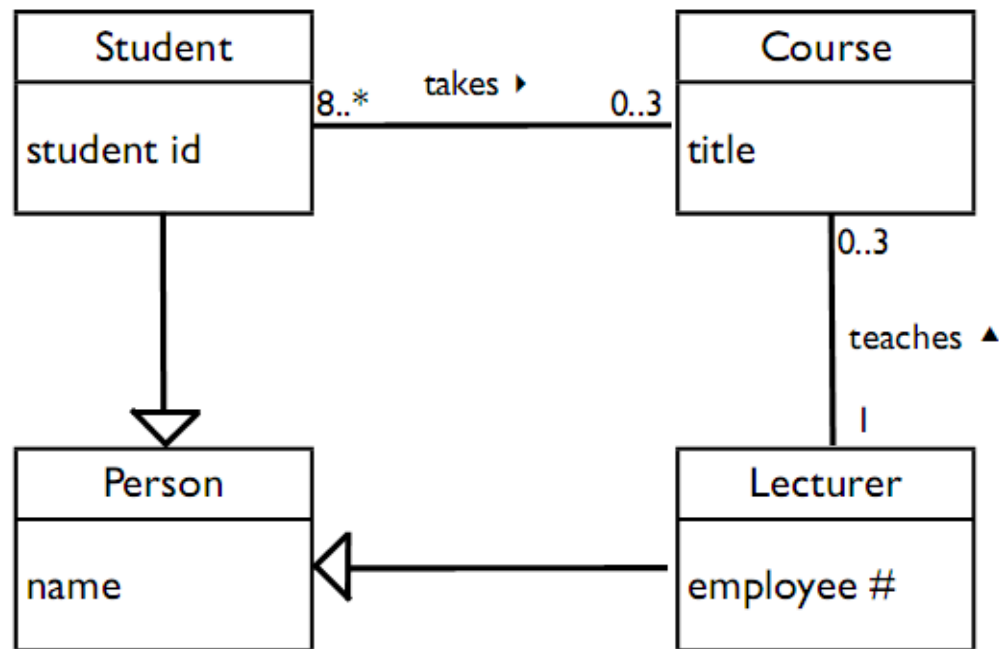 Student
student id
8..*
takes ▸
0..3
Course
title
0..3
teaches ▲
1
Person
name
Lecturer
employee #